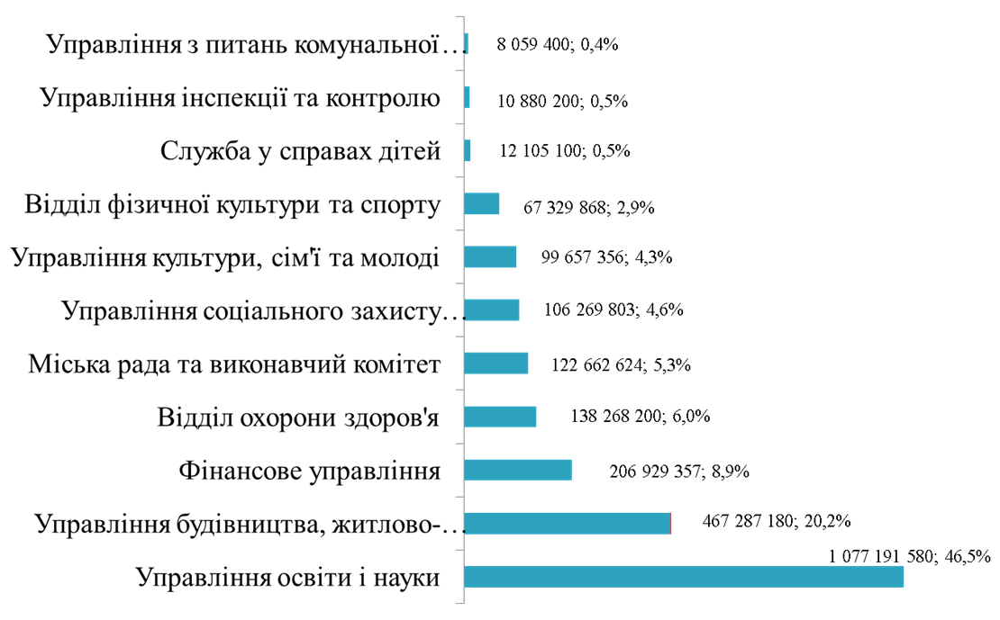 Управління з питань комунальної… 8 059 400; 0,4%
Управління інспекції та контролю 10 880 200; 0,5%
Служба у справах дітей 12 105 100; 0,5%
Відділ фізичної культури та спорту 67 329 868; 2,9%
Управління культури, сім'ї та молоді 99 657 356; 4,3%
Управління соціального захисту… 106 269 803; 4,6%
Міська рада та виконавчий комітет 122 662 624; 5,3%
Відділ охорони здоров'я 138 268 200; 6,0%
Фінансове управління 206 929 357; 8,9%
Управління будівництва, житлово-… 467 287 180; 20,2%
Управління освіти і науки 1 077 191 580; 46,5%